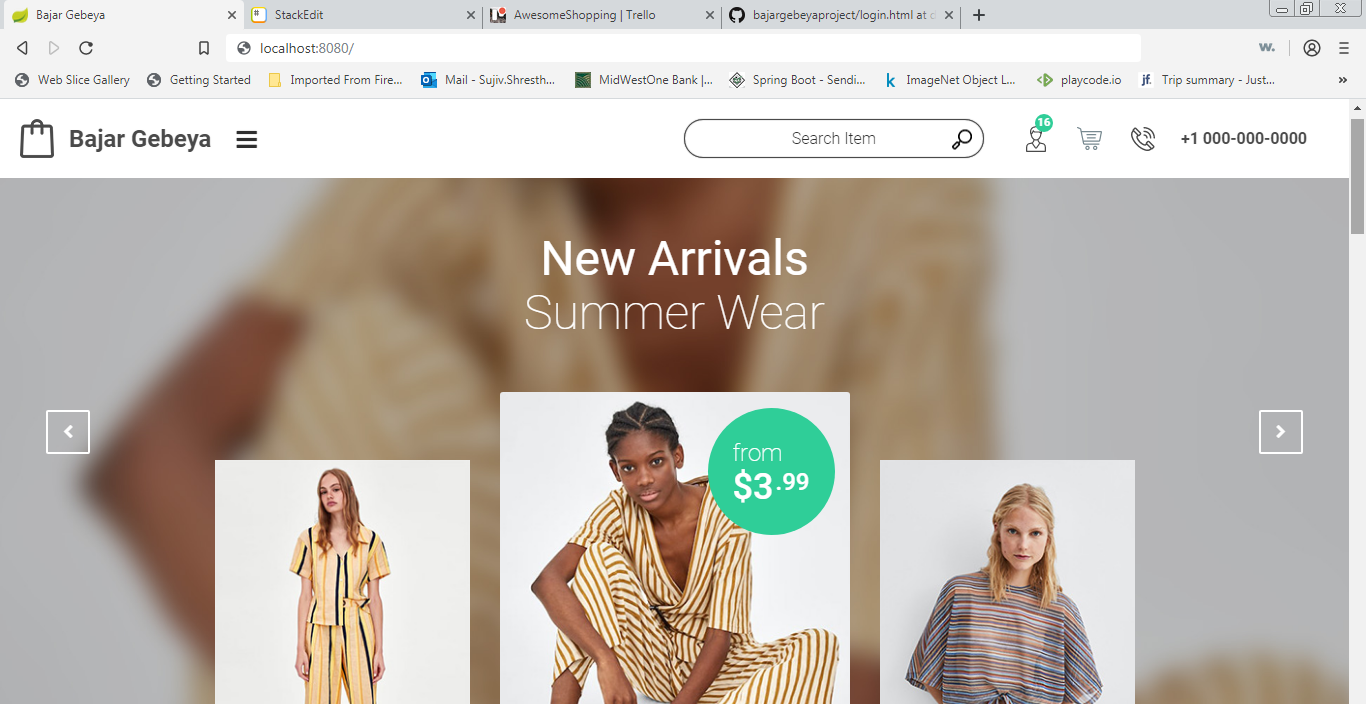 Bajar Gebeya
StackEdit
AwesomeShopping | Trello
bajargebeyaproject/login.html at d
localhost:8080/
w.
Web Slice Gallery
Getting Started
Imported From Fire...
Mail - Sujiv.Shresth...
MidWestOne Bank |...
Spring Boot - Sendi...
k
ImageNet Object L...
playcode.io
jf.
Trip summary - Just...
»
Bajar Gebeya
Search Item
16
+1 000-000-0000
New Arrivals
Summer Wear
from
$3.99